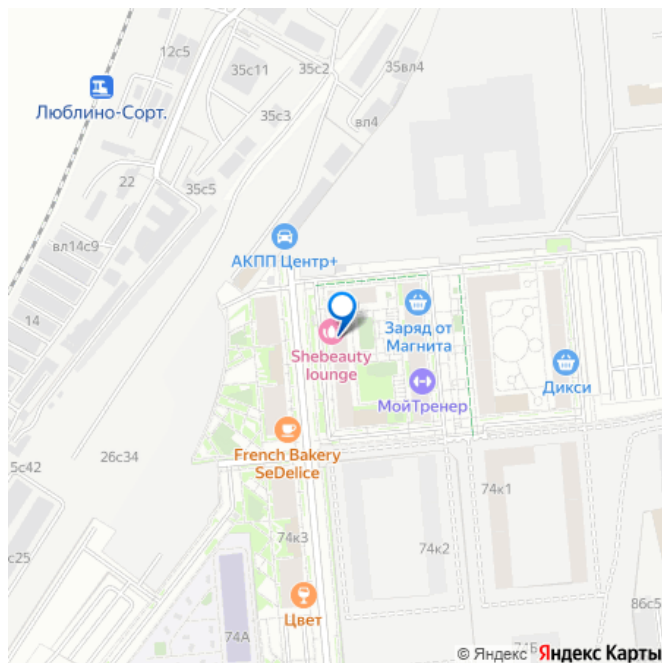 12с5
35с11
35с2
35вл4
Люблино-Сорт.
35с3
вл4
22
35с5
вл14с9
АКПП Центр+
14
Заряд от
Магнита
Shebeauty
lounge
Дикси
МойТренер
French Bakery
SeDelice
26с34
5с42
74к1
74к3
74к2
с25
86с5
Цвет
74А
© Яндекс Яндекс Карты